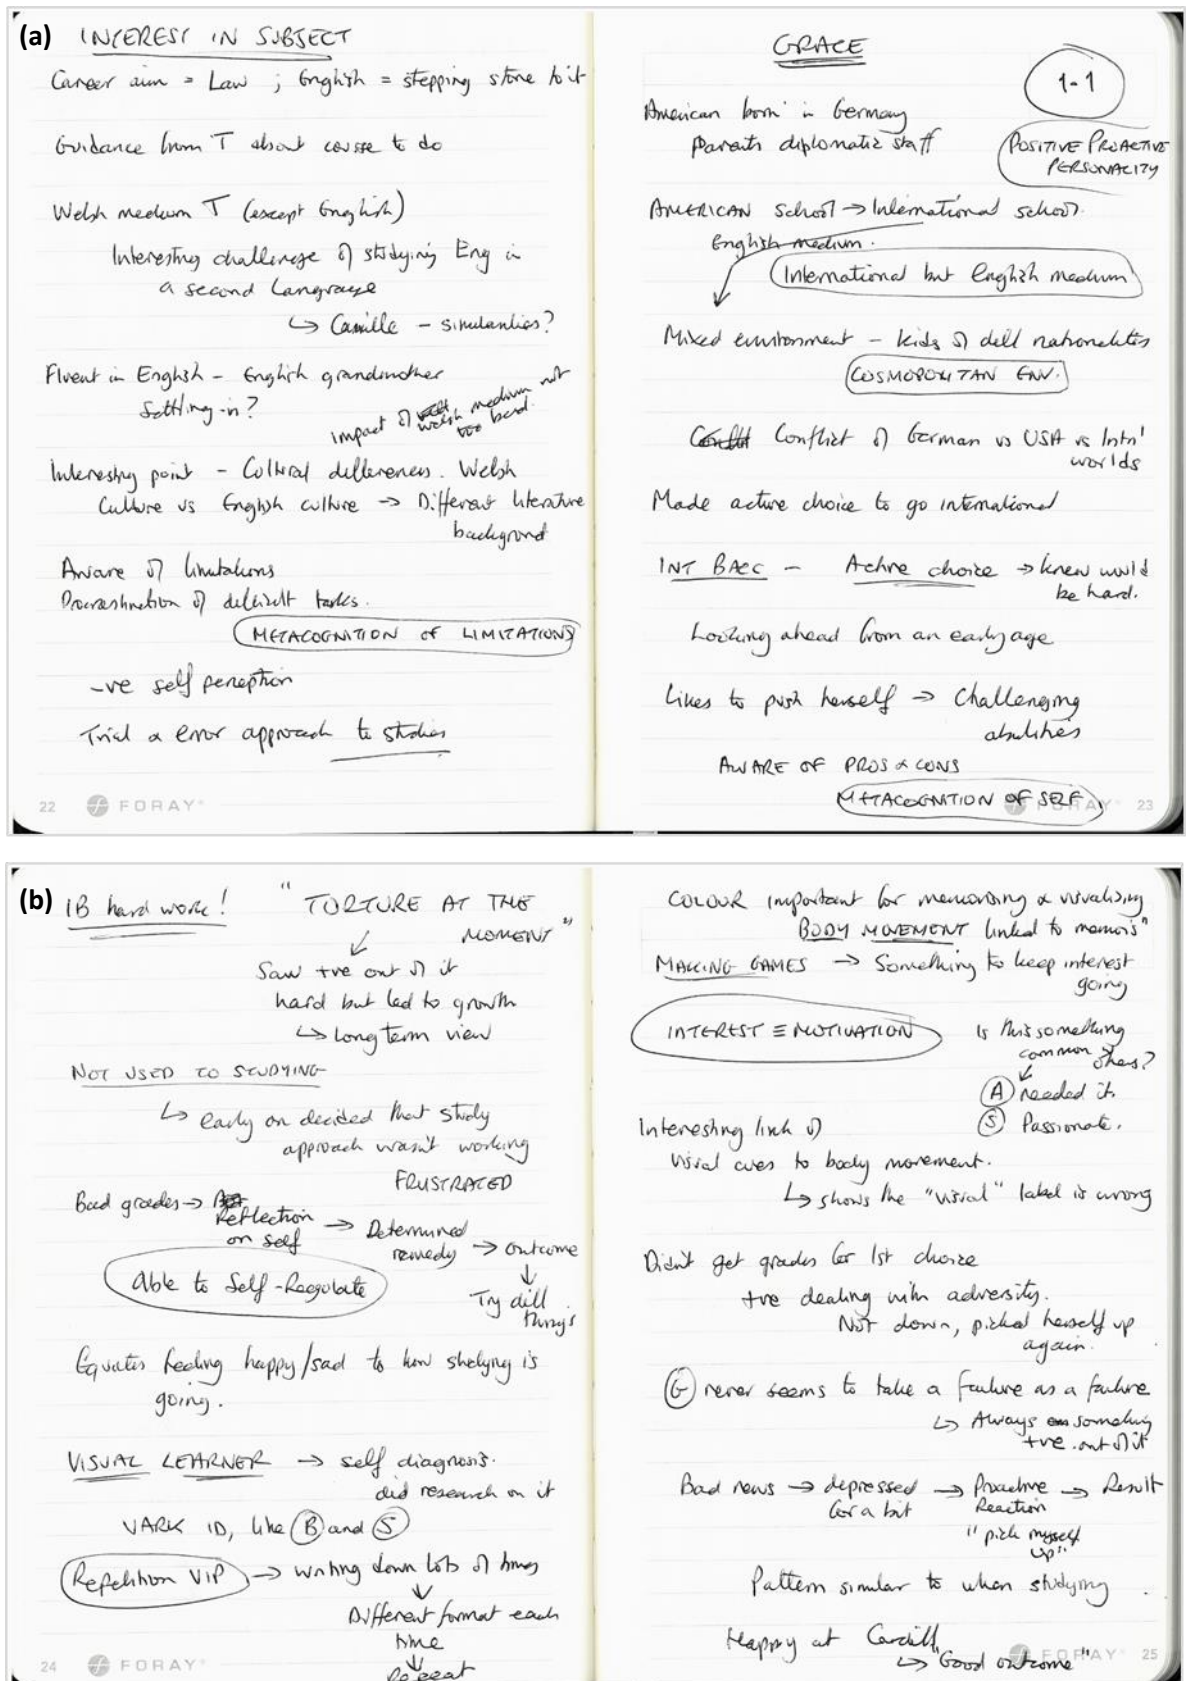 (a) INTEREST IN SUBJECT
Career aim = Law ; English = stepping stone to it
Guidance from T about course to do
Welsh medium T (except English)
Interesting challenge of studying Eng in
a second language
↳ Camille - similarities?
Fluent in English - English grandmother
Settling-in?
Impact of welsh medium not
too bad.
Interesting point - Cultural differences. Welsh
Culture vs English culture → Different literature
background
Aware of limitations
Procrastination of difficult tasks.
METACOGNITION OF LIMITATIONS
-ve self perception
Trial & error approach to studies
22 FORAY
GRACE
1-1
American born in Germany
Parents diplomatic staff
POSITIVE PROACTIVE
PERSONALITY
AMERICAN school → International school.
English medium.
International but English medium
Mixed environment - kids of diff nationalities
COSMOPOLITAN ENV.
Conflict of German vs USA vs Intn'
worlds
Made active choice to go international
INT BACC - Active choice → knew would
be hard.
Looking ahead from an early age
Likes to push herself → Challenging
abilities
AWARE OF PROS & CONS
METACOGNITION OF SELF
FORAY 23
(b) IB hard work! "TORTURE AT THE
MOMENT"
↓
Saw +ve out of it
hard but led to growth
↳ Long term view
NOT USED TO STUDYING
↳ early on decided that study
approach wasn't working
FRUSTRATED
Bad grades → Reflection
on self → Determined
remedy → outcome
↓
Try diff
things
Able to Self-Regulate
Equates feeling happy/sad to how studying is
going.
VISUAL LEARNER → self diagnosis.
did research on it
VARK ID, like B and S
Repetition VIP → writing down lots of times
↓
Different format each
time
↓
Repeat
24 FORAY
COLOUR important for memorising & visualising
BODY MOVEMENT linked to memory"
MAKING GAMES → Something to keep interest
going
INTEREST ≡ MOTIVATION
Is this something
common to
others?
A needed it.
S Passionate.
Interesting link of
visual cues to body movement.
↳ shows the "visual" label is wrong
Didn't get grades for 1st choice
+ve dealing with adversity.
Not down, picked herself up
again.
G never seems to take a failure as a failure
↳ Always something
+ve out of it
Bad news → depressed
for a bit → Proactive
Reaction → Result
"pick myself
up"
Pattern similar to when studying.
Happy at Cardiff
↳ "Good outcome"
FORAY 25